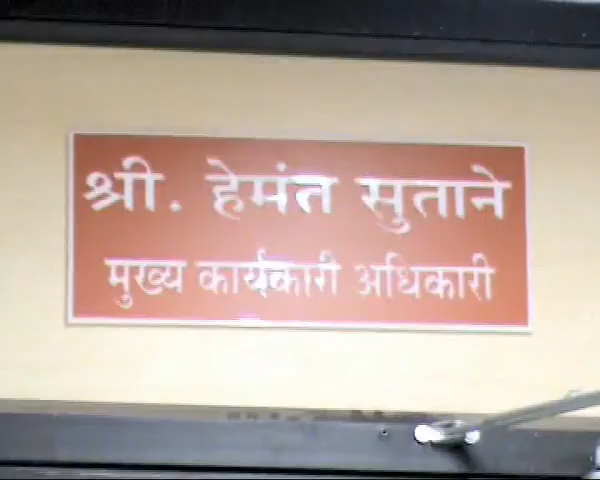 श्री. हेमंत सुताने
मुख्य कार्यकारी अधिकारी